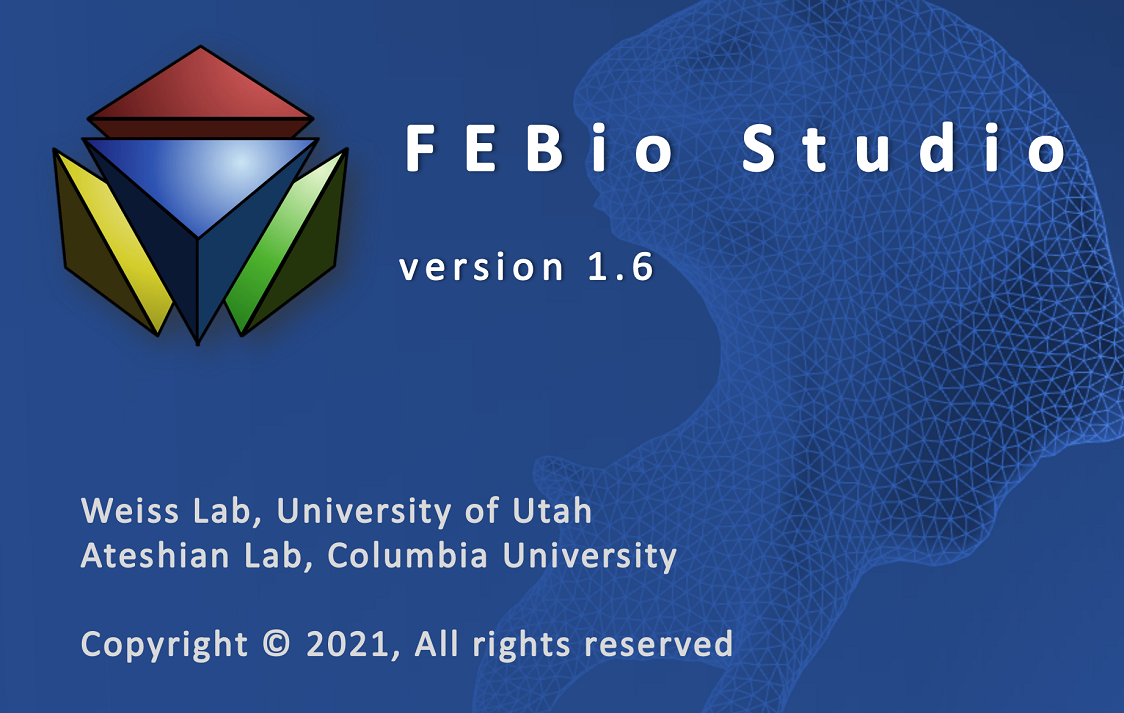 FEBio Studio
version 1.6
Weiss Lab, University of Utah
Ateshian Lab, Columbia University
Copyright © 2021, All rights reserved